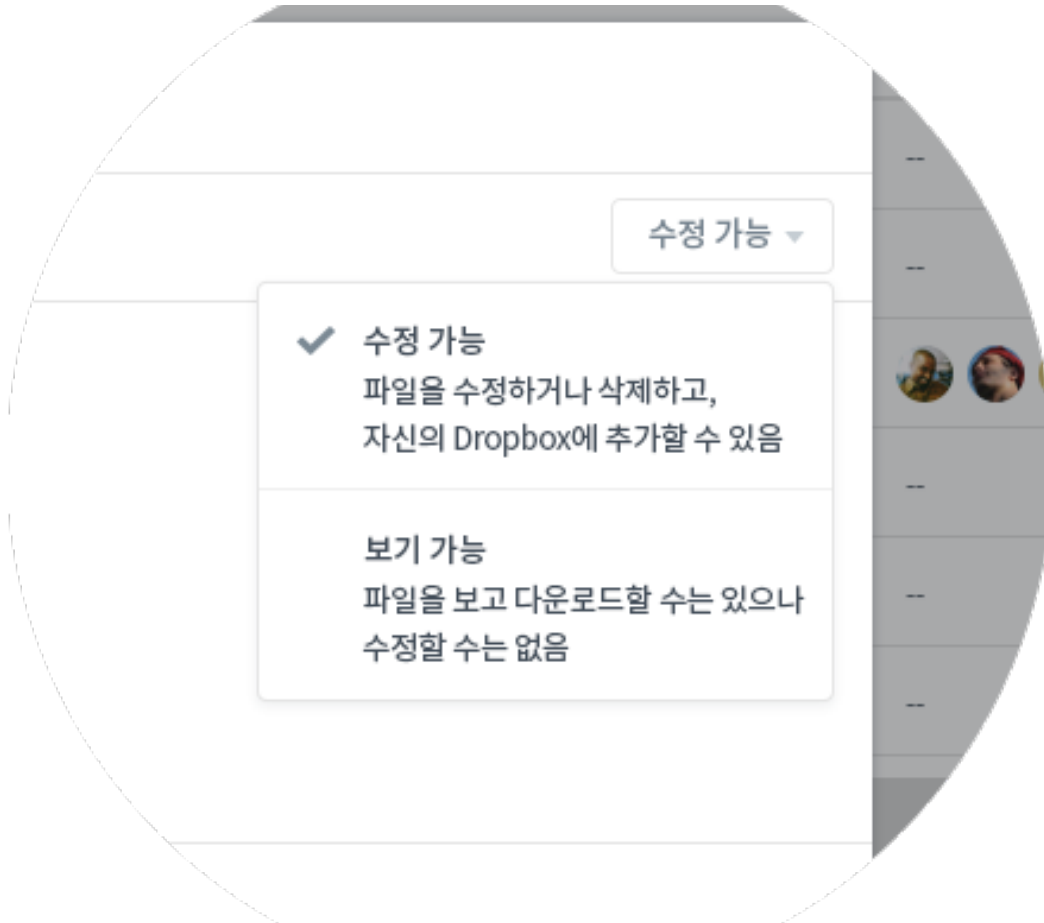 수정 가능
수정 가능
파일을 수정하거나 삭제하고,
자신의 Dropbox에 추가할 수 있음
보기 가능
파일을 보고 다운로드할 수는 있으나
수정할 수는 없음
--
--
--
--
--